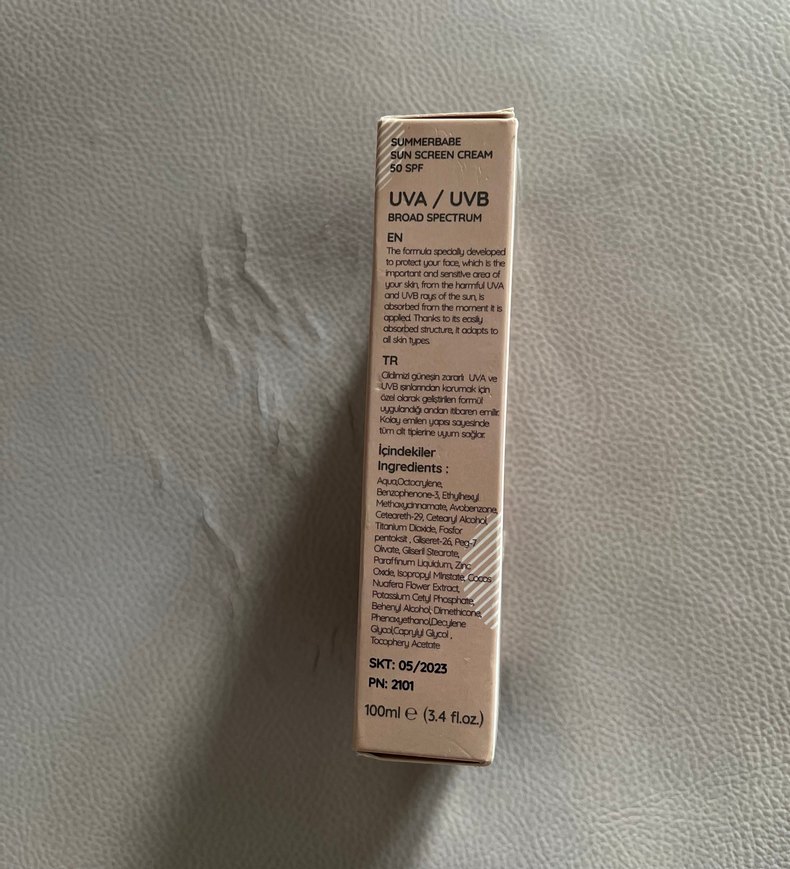 SUMMERBABE
SUN SCREEN CREAM
50 SPF
UVA / UVB
BROAD SPECTRUM
EN
The formula specially developed
to protect your face, which is the
important and sensitive area of
your skin, from the harmful UVA
and UVB rays of the sun, is
absorbed from the moment it is
applied. Thanks to its easily
absorbed structure, it adapts to
all skin types.
TR
Cildimizi güneşin zararlı UVA ve
UVB ışınlarından korumak için
özel olarak geliştirilen formül
uygulandığı andan itibaren emilir.
Kolay emilen yapısı sayesinde
tüm cilt tiplerine uyum sağlar.
İçindekiler
Ingredients :
Aqua,Octocrylene,
Benzophenone-3, Ethylhexyl
Methoxycinnamate, Avobenzone,
Ceteareth-29, Cetearyl Alcohol,
Titanium Dioxide, Fosfor
pentoksit , Gliseret-26, Peg-7
Olivate, Gliseril Stearate,
Paraffinum Liquidum, Zinc
Oxide, Isopropyl Mİnstate, Cocos
Nuafera Flower Extract,
Potassium Cetyl Phosphate,
Behenyl Alcohol, Dimethicone,
Phenoxyethanol,Decylene
Glycol,Caprylyl Glycol ,
Tocophery Acetate
SKT: 05/2023
PN: 2101
100ml ℮ (3.4 fl.oz.)